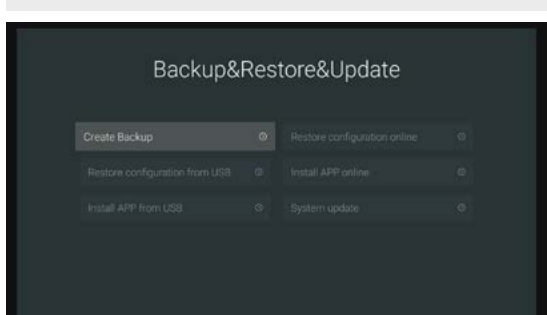 Backup&Restore&Update
Create Backup
Restore configuration online
Restore configuration from USB
Install APP online
Install APP from USB
System update